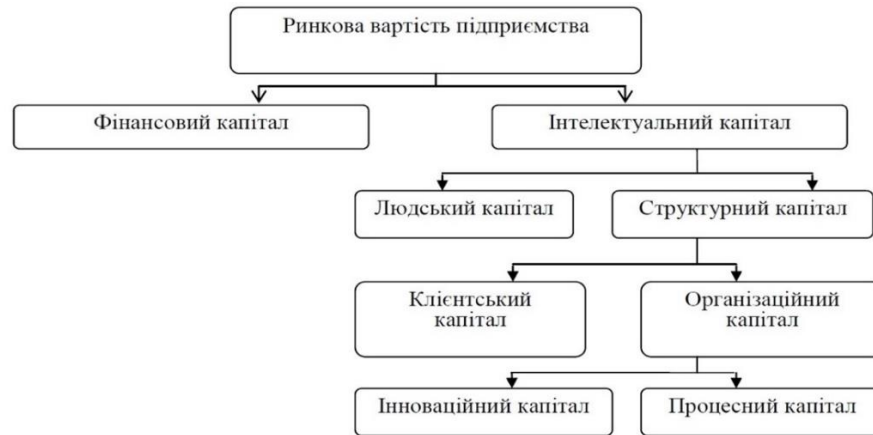 Ринкова вартість підприємства
Фінансовий капітал
Інтелектуальний капітал
Людський капітал
Структурний капітал
Клієнтський
капітал
Організаційний
капітал
Інноваційний капітал
Процесний капітал